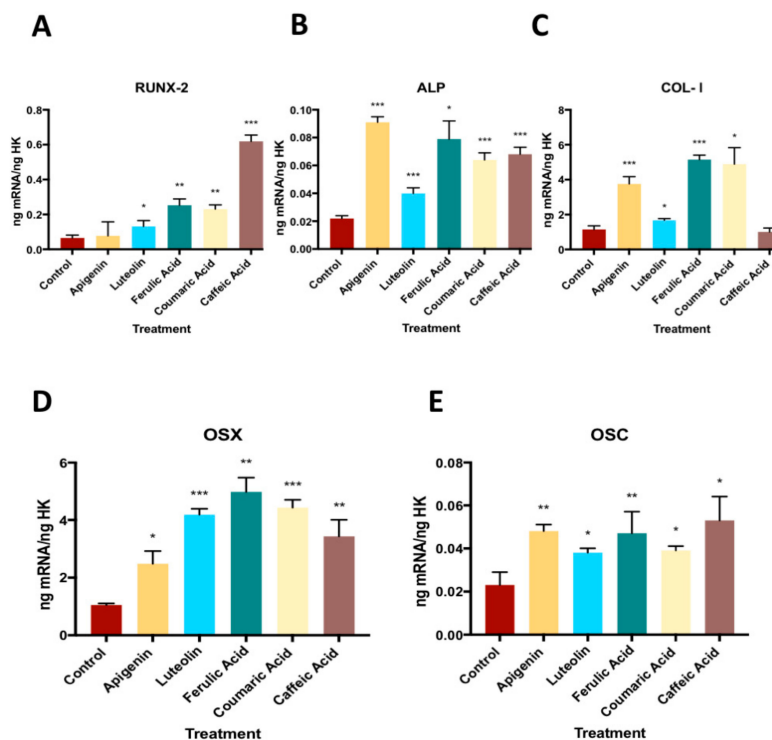 A
RUNX-2
ng mRNA/ng HK
0.8
0.6
0.4
0.2
0.0
*
**
**
***
Control
Apigenin
Luteolin
Ferulic Acid
Coumaric Acid
Caffeic Acid
Treatment
B
ALP
ng mRNA/ng HK
0.10
0.08
0.06
0.04
0.02
0.00
***
***
*
***
***
Control
Apigenin
Luteolin
Ferulic Acid
Coumaric Acid
Caffeic Acid
Treatment
C
COL- I
ng mRNA/ng HK
8
6
4
2
0
***
*
***
*
Control
Apigenin
Luteolin
Ferulic Acid
Coumaric Acid
Caffeic Acid
Treatment
D
OSX
ng mRNA/ng HK
6
4
2
0
*
***
**
***
**
Control
Apigenin
Luteolin
Ferulic Acid
Coumaric Acid
Caffeic Acid
Treatment
E
OSC
ng mRNA/ng HK
0.08
0.06
0.04
0.02
0.00
**
*
**
*
*
Control
Apigenin
Luteolin
Ferulic Acid
Coumaric Acid
Caffeic Acid
Treatment